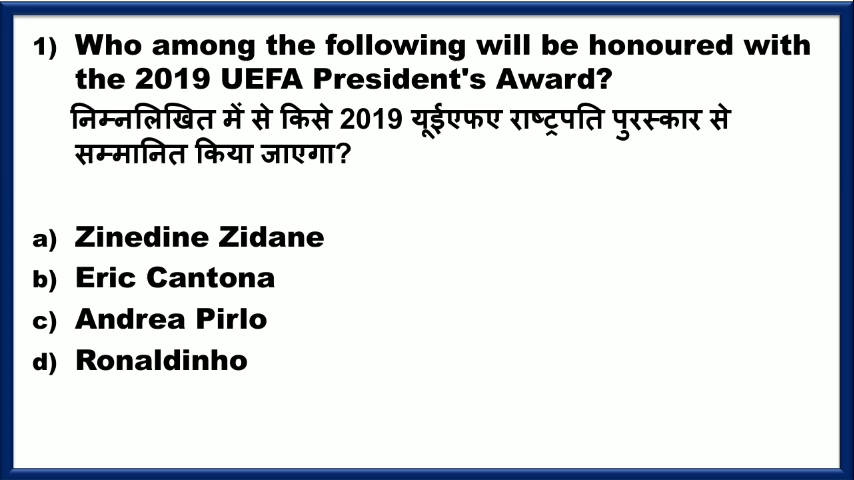 1) Who among the following will be honoured with
the 2019 UEFA President's Award?
निम्नलिखित में से किसे 2019 यूईएफए राष्ट्रपति पुरस्कार से
सम्मानित किया जाएगा?
a) Zinedine Zidane
b) Eric Cantona
c) Andrea Pirlo
d) Ronaldinho